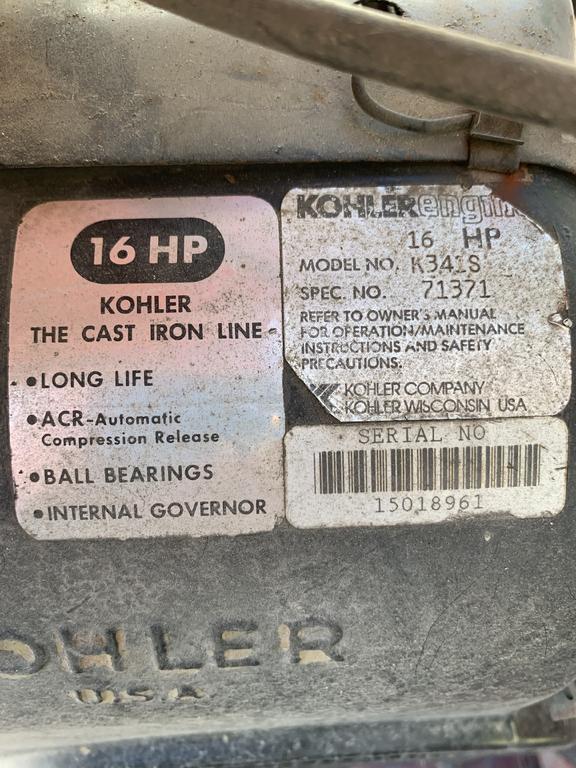 16 HP
KOHLER
THE CAST IRON LINE
• LONG LIFE
• ACR-Automatic
Compression Release
• BALL BEARINGS
• INTERNAL GOVERNOR
KOHLER engin
16 HP
MODEL NO. K341S
SPEC. NO. 71371
REFER TO OWNER'S MANUAL
FOR OPERATION/MAINTENANCE
INSTRUCTIONS AND SAFETY
PRECAUTIONS.
KOHLER COMPANY
KOHLER WISCONSIN USA
SERIAL NO
15018961
OHLER
U.S.A.